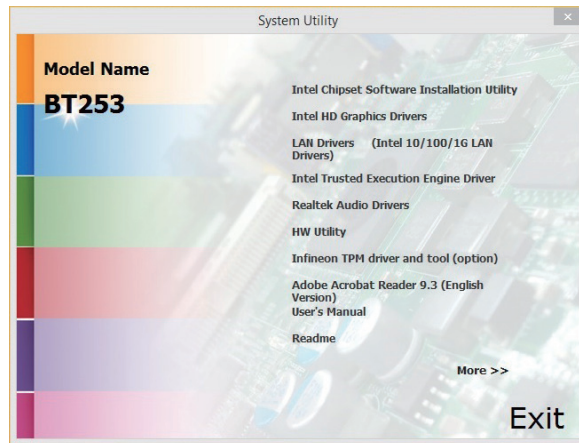 System Utility
Model Name
BT253
Intel Chipset Software Installation Utility
Intel HD Graphics Drivers
LAN Drivers (Intel 10/100/1G LAN
Drivers)
Intel Trusted Execution Engine Driver
Realtek Audio Drivers
HW Utility
Infineon TPM driver and tool (option)
Adobe Acrobat Reader 9.3 (English
Version)
User's Manual
Readme
More >>
Exit